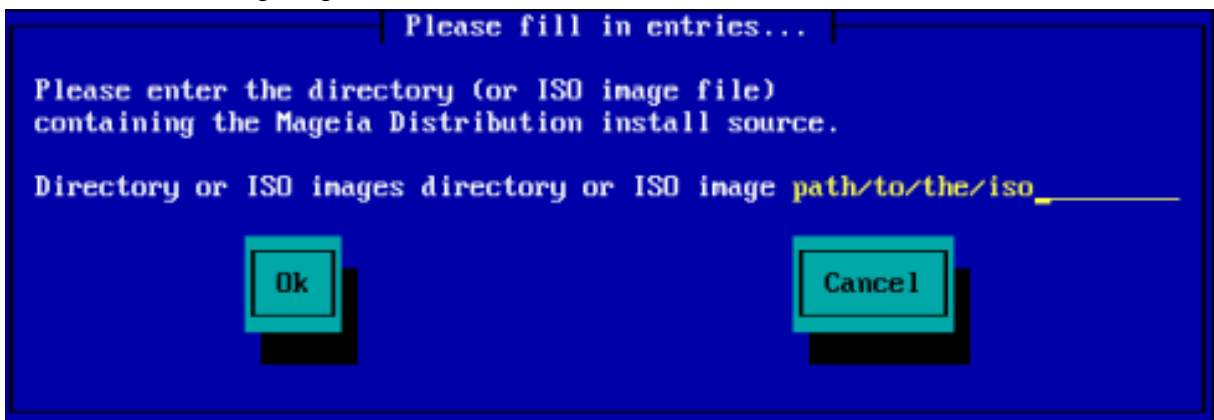 Please fill in entries...
Please enter the directory (or ISO image file)
containing the Mageia Distribution install source.
Directory or ISO images directory or ISO image path/to/the/iso_
Ok Cancel